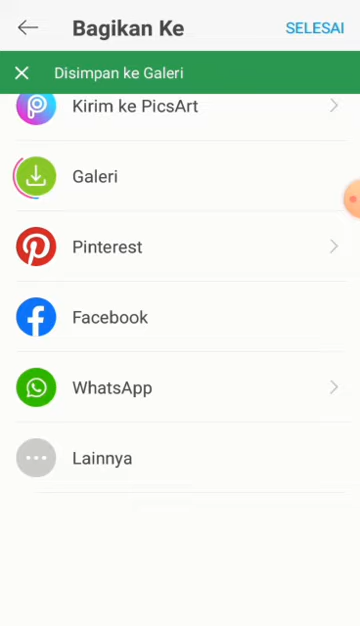 Bagikan Ke
SELESAI
Disimpan ke Galeri
Kirim ke PicsArt
Galeri
Pinterest
Facebook
WhatsApp
Lainnya